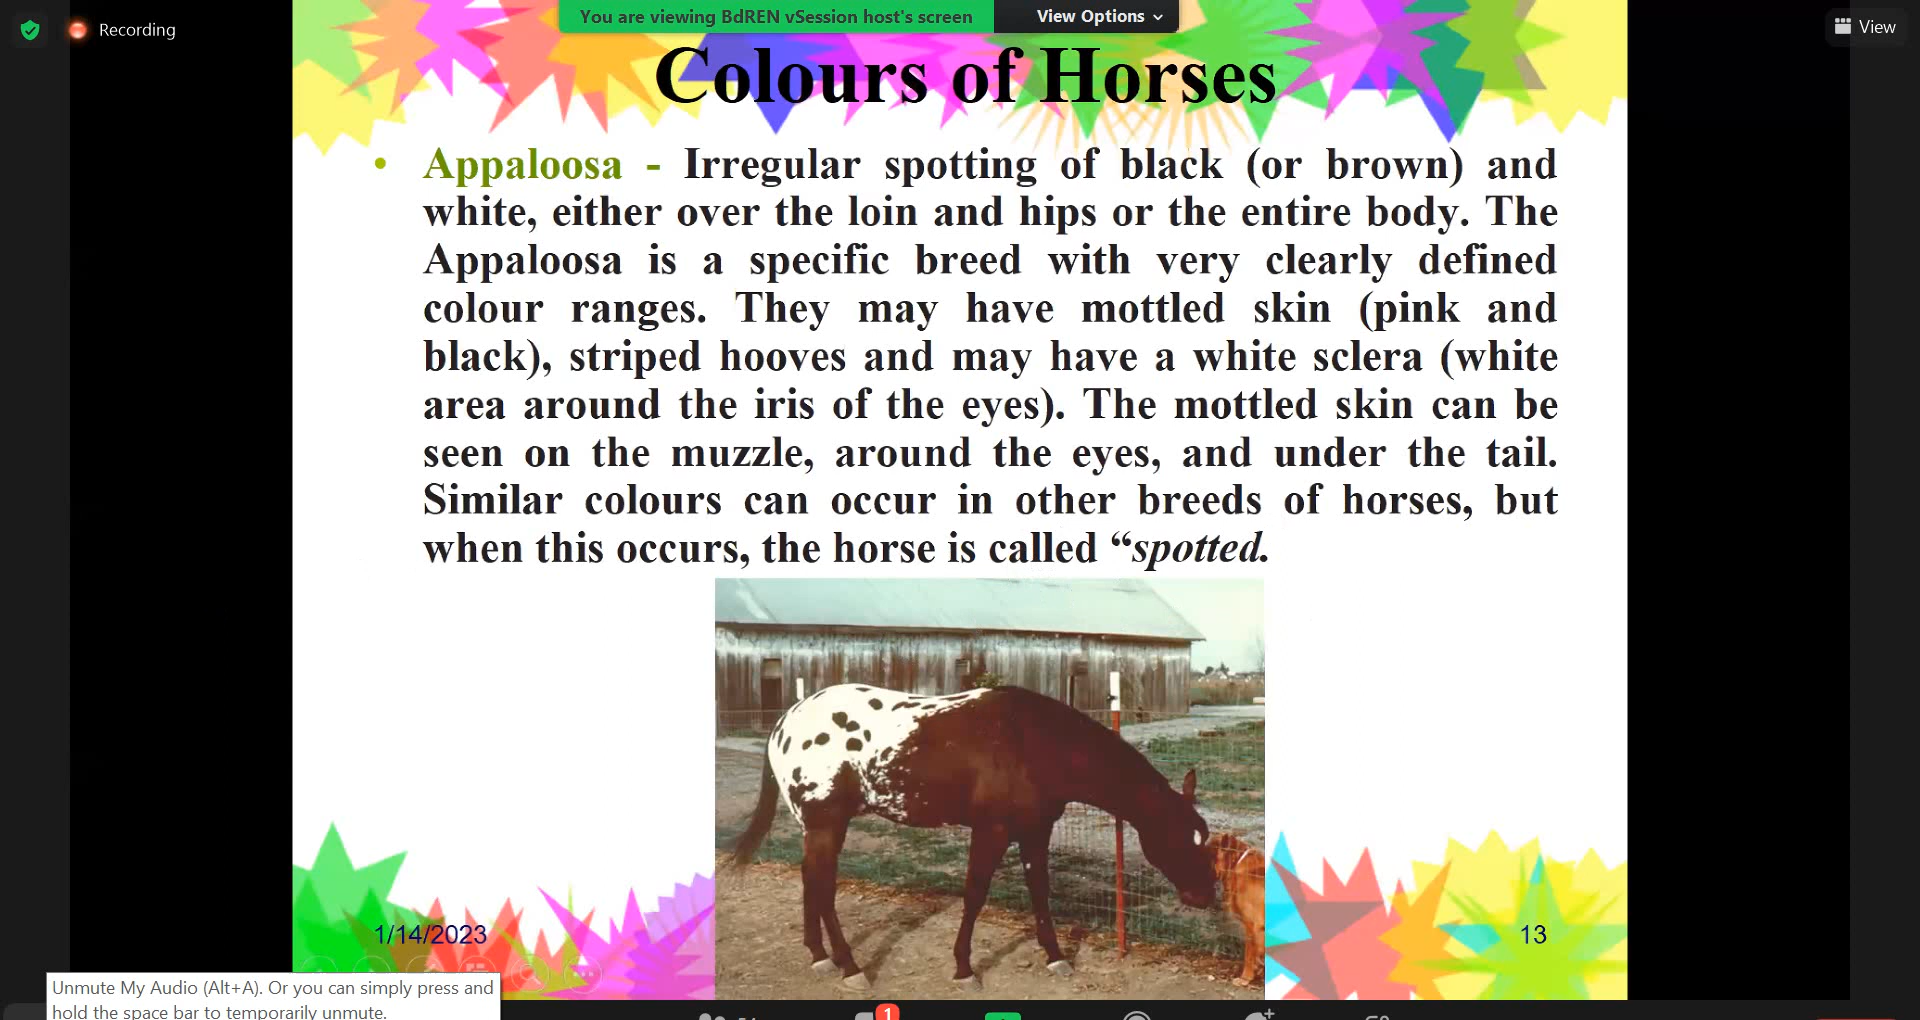 You are viewing BdREN vSession host's screen
View Options
Recording
View
Colours of Horses
• Appaloosa - Irregular spotting of black (or brown) and
white, either over the loin and hips or the entire body. The
Appaloosa is a specific breed with very clearly defined
colour ranges. They may have mottled skin (pink and
black), striped hooves and may have a white sclera (white
area around the iris of the eyes). The mottled skin can be
seen on the muzzle, around the eyes, and under the tail.
Similar colours can occur in other breeds of horses, but
when this occurs, the horse is called “spotted.
1/14/2023
13
Unmute My Audio (Alt+A). Or you can simply press and
hold the space bar to temporarily unmute.
1